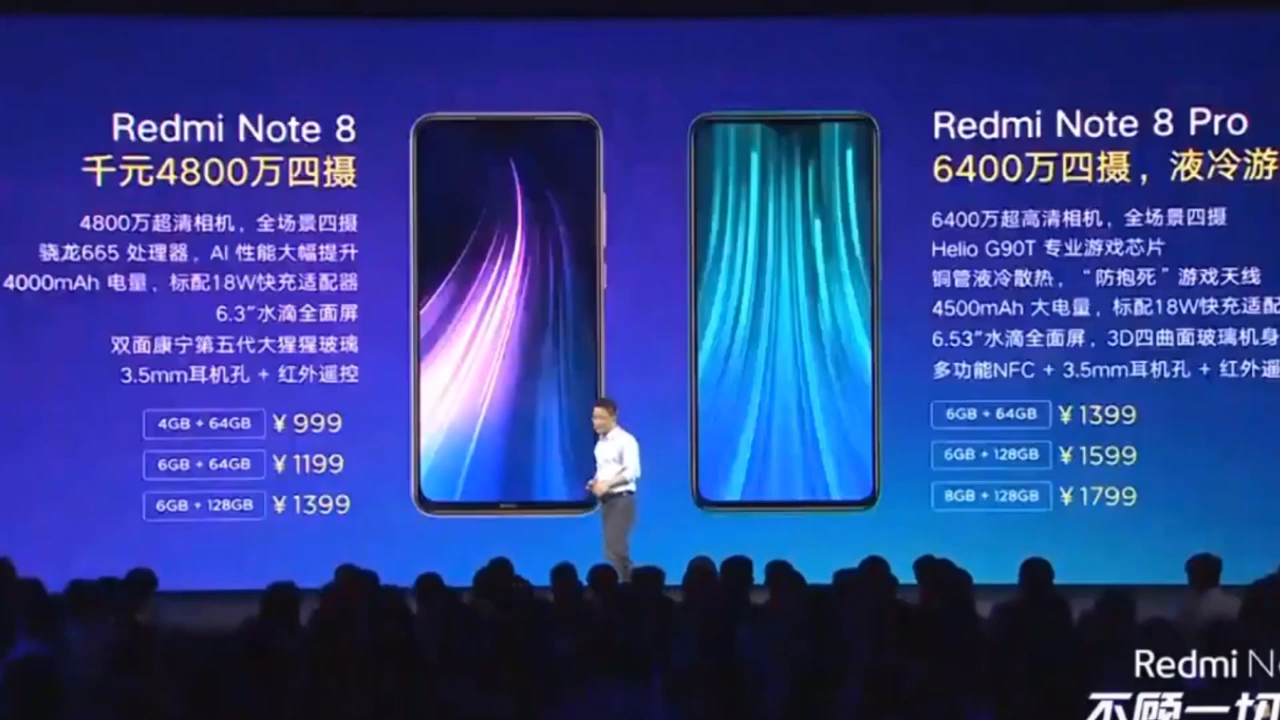 Redmi Note 8
千元4800万四摄
4800万超清相机，全场景四摄
骁龙665 处理器，AI 性能大幅提升
4000mAh 电量，标配18W快充适配器
6.3"水滴全面屏
双面康宁第五代大猩猩玻璃
3.5mm耳机孔 + 红外遥控
4GB + 64GB ¥999
6GB + 64GB ¥1199
6GB + 128GB ¥1399
Redmi Note 8 Pro
6400万四摄，液冷游
6400万超高清相机，全场景四摄
Helio G90T 专业游戏芯片
铜管液冷散热，“防抱死”游戏天线
4500mAh 大电量，标配18W快充适配
6.53"水滴全面屏，3D四曲面玻璃机身
多功能NFC + 3.5mm耳机孔 + 红外遥
6GB + 64GB ¥1399
6GB + 128GB ¥1599
8GB + 128GB ¥1799
Redmi No
不顾一切